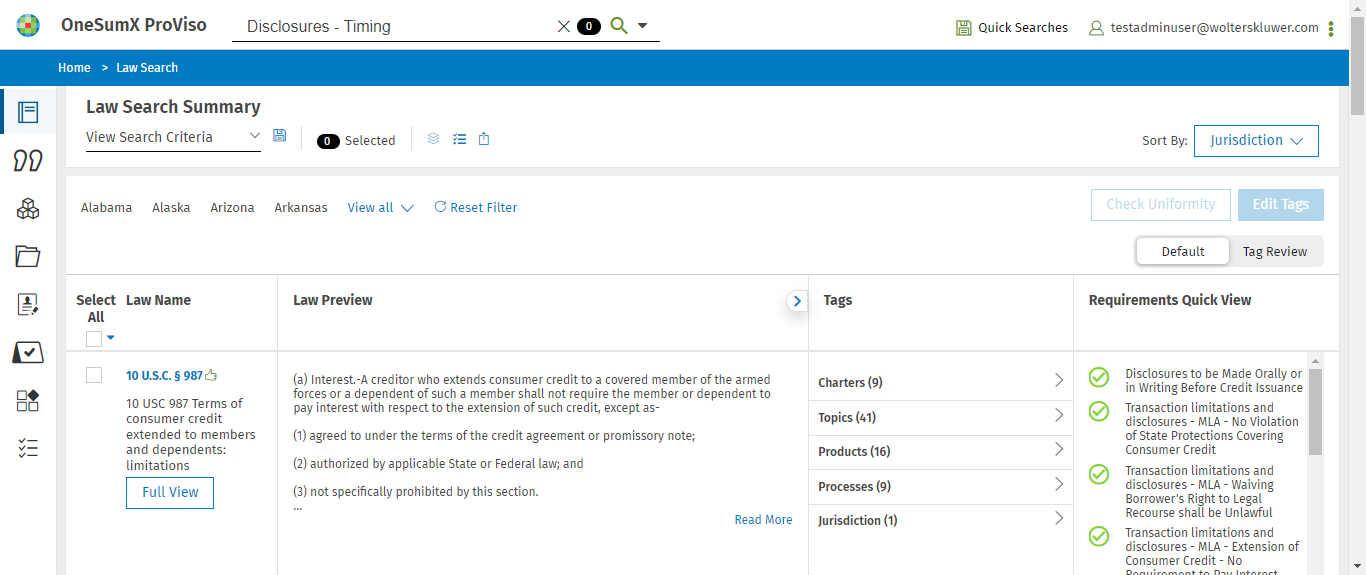 OneSumX ProViso
Disclosures - Timing
0
Quick Searches
testadminuser@wolterskluwer.com
Home > Law Search
Law Search Summary
View Search Criteria
0 Selected
Sort By: Jurisdiction
Alabama Alaska Arizona Arkansas View all Reset Filter
Check Uniformity Edit Tags
Default Tag Review
Select All
Law Name
Law Preview
Tags
Requirements Quick View
10 U.S.C. § 987
10 USC 987 Terms of
consumer credit
extended to members
and dependents:
limitations
Full View
(a) Interest.-A creditor who extends consumer credit to a covered member of the armed
forces or a dependent of such a member shall not require the member or dependent to
pay interest with respect to the extension of such credit, except as-
(1) agreed to under the terms of the credit agreement or promissory note;
(2) authorized by applicable State or Federal law; and
(3) not specifically prohibited by this section.
...
Read More
Charters (9)
Topics (41)
Products (16)
Processes (9)
Jurisdiction (1)
Disclosures to be Made Orally or
in Writing Before Credit Issuance
Transaction limitations and
disclosures - MLA - No Violation
of State Protections Covering
Consumer Credit
Transaction limitations and
disclosures - MLA - Waiving
Borrower's Right to Legal
Recourse shall be Unlawful
Transaction limitations and
disclosures - MLA - Extension of
Consumer Credit - No
Requirement to Pay Interest